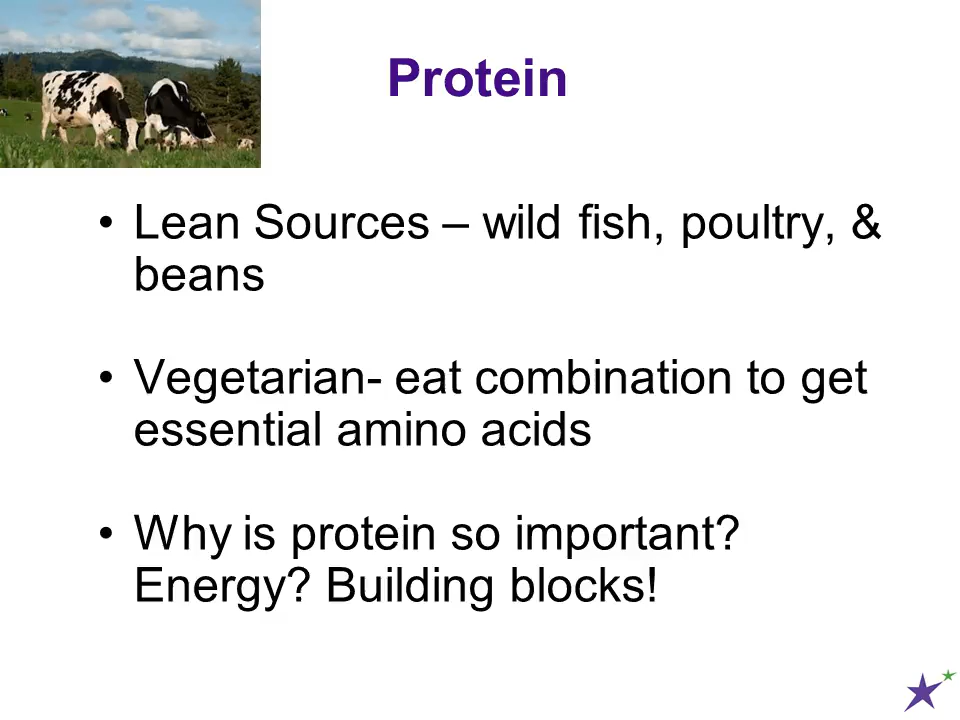 Protein
• Lean Sources – wild fish, poultry, &
beans
• Vegetarian- eat combination to get
essential amino acids
• Why is protein so important?
Energy? Building blocks!